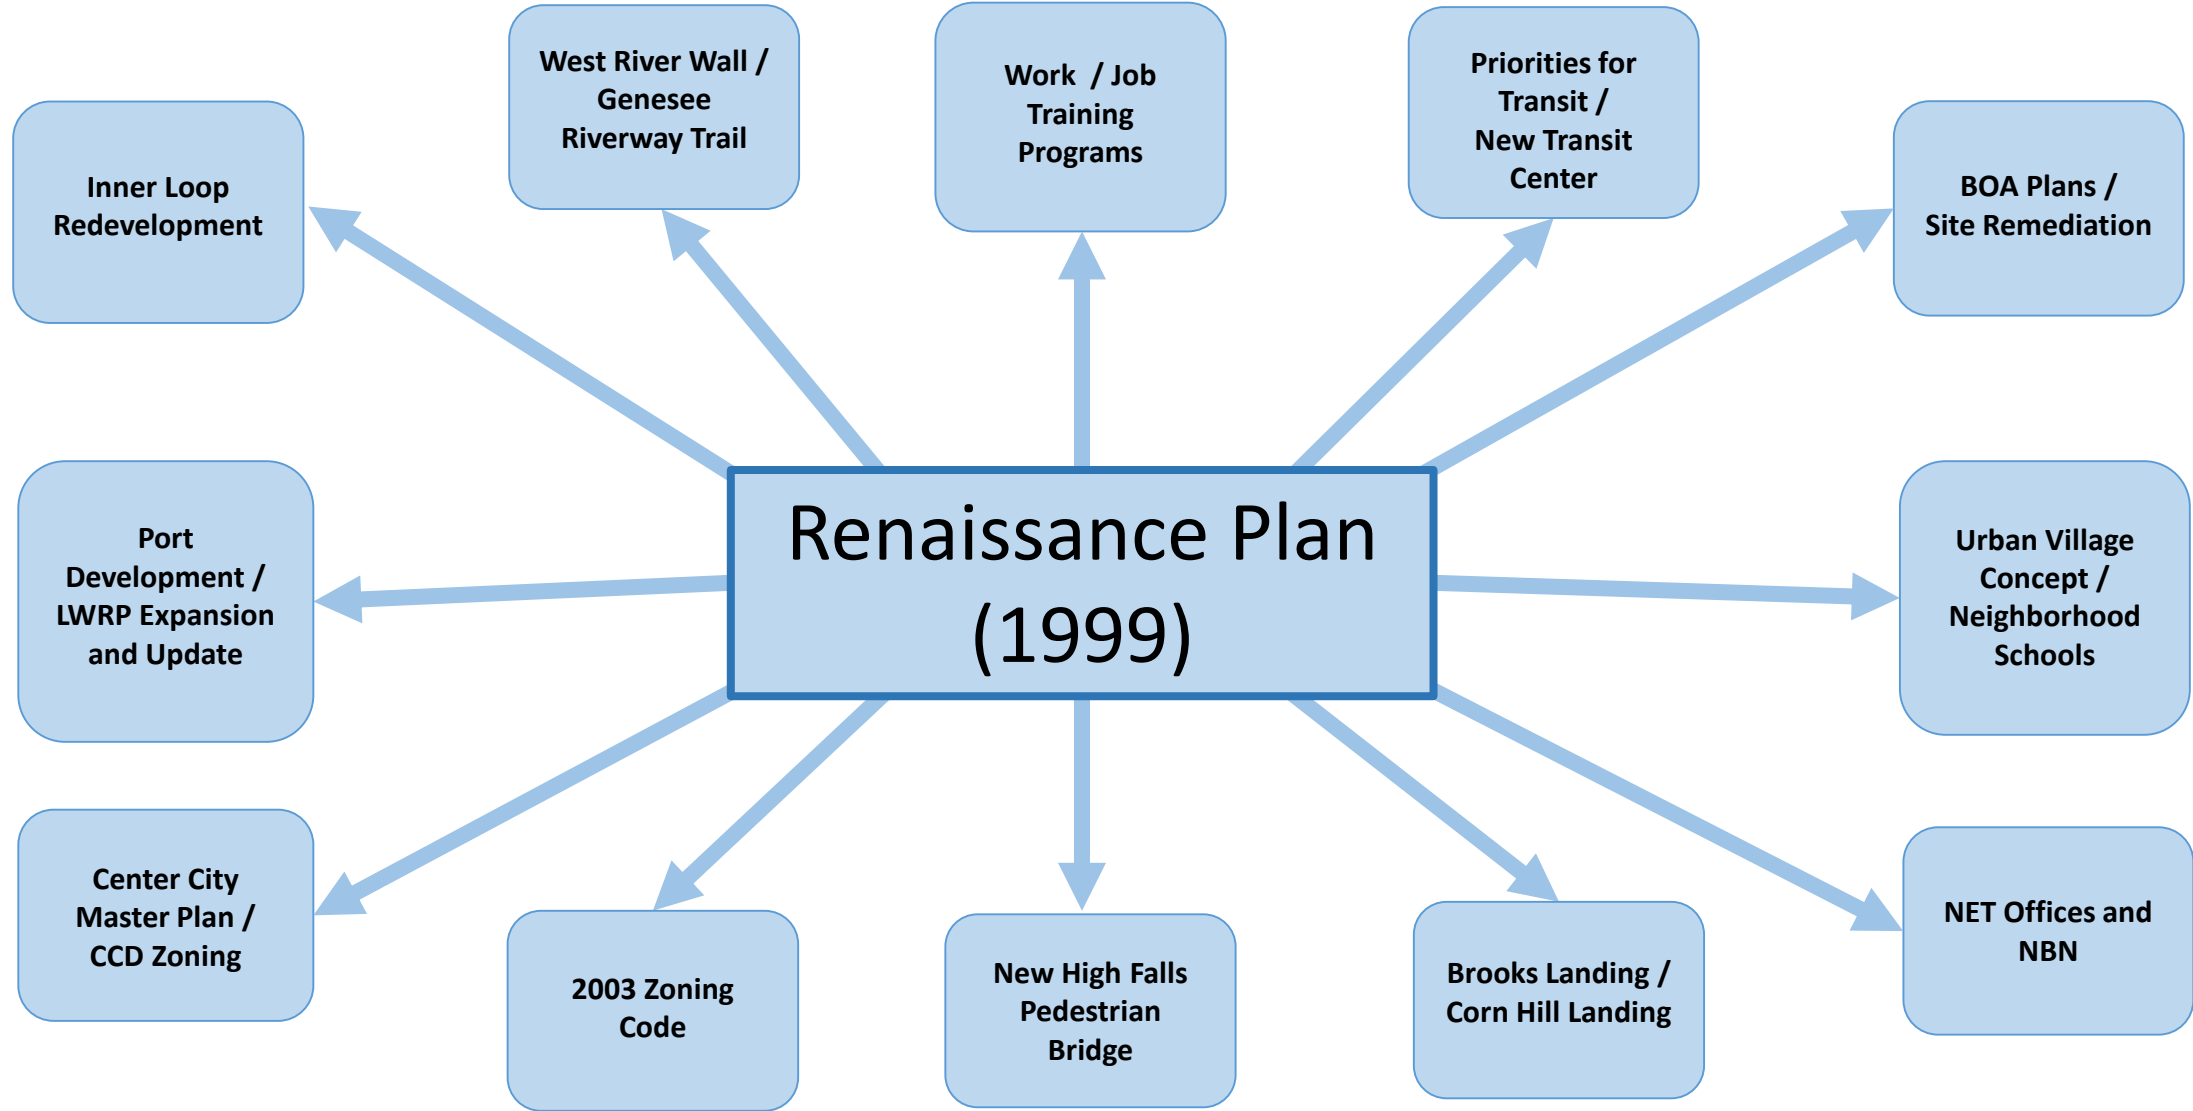 West River Wall /
Genesee
Riverway Trail
Work / Job
Training
Programs
Priorities for
Transit /
New Transit
Center
Inner Loop
Redevelopment
BOA Plans /
Site Remediation
Renaissance Plan
(1999)
Port
Development /
LWRP Expansion
and Update
Urban Village
Concept /
Neighborhood
Schools
Center City
Master Plan /
CCD Zoning
2003 Zoning
Code
New High Falls
Pedestrian
Bridge
Brooks Landing /
Corn Hill Landing
NET Offices and
NBN